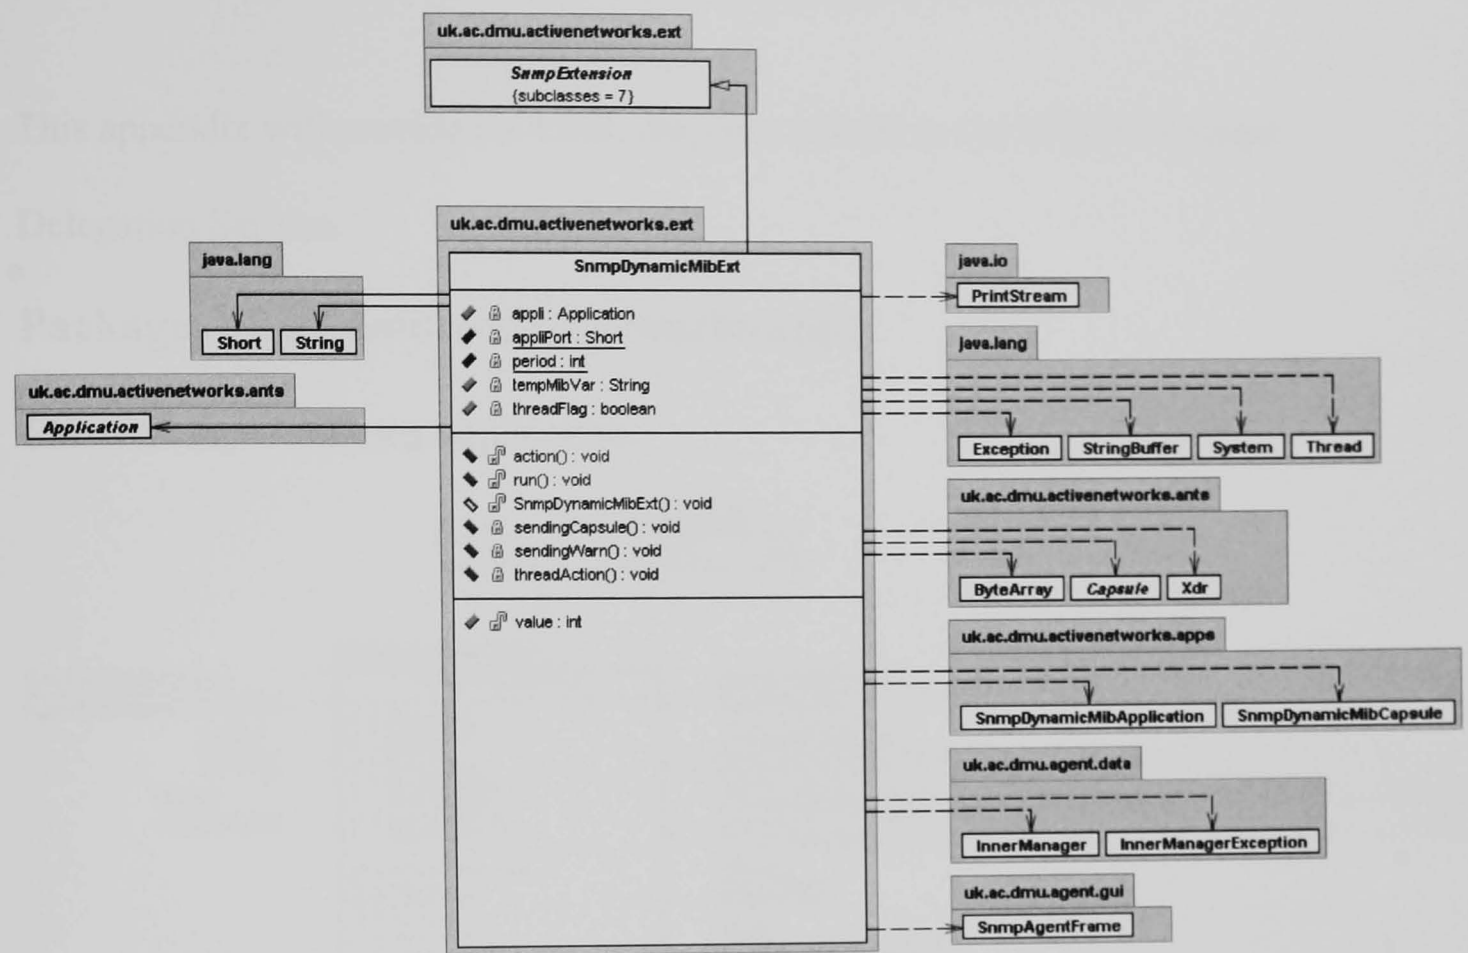 uk.ac.dmu.activenetworks.ext
SnmpExtension
{subclasses = 7}
uk.ac.dmu.activenetworks.ext
SnmpDynamicMibExt
appli : Application
appliPort : Short
period : int
tempMibVar : String
threadFlag : boolean
action() : void
run() : void
SnmpDynamicMibExt() : void
sendingCapsule() : void
sendingWarn() : void
threadAction() : void
value : int
java.lang
Short
String
uk.ac.dmu.activenetworks.ants
Application
java.io
PrintStream
java.lang
Exception
StringBuffer
System
Thread
uk.ac.dmu.activenetworks.ants
ByteArray
Capsule
Xdr
uk.ac.dmu.activenetworks.apps
SnmpDynamicMibApplication
SnmpDynamicMibCapsule
uk.ac.dmu.agent.data
InnerManager
InnerManagerException
uk.ac.dmu.agent.gui
SnmpAgentFrame
This appendix